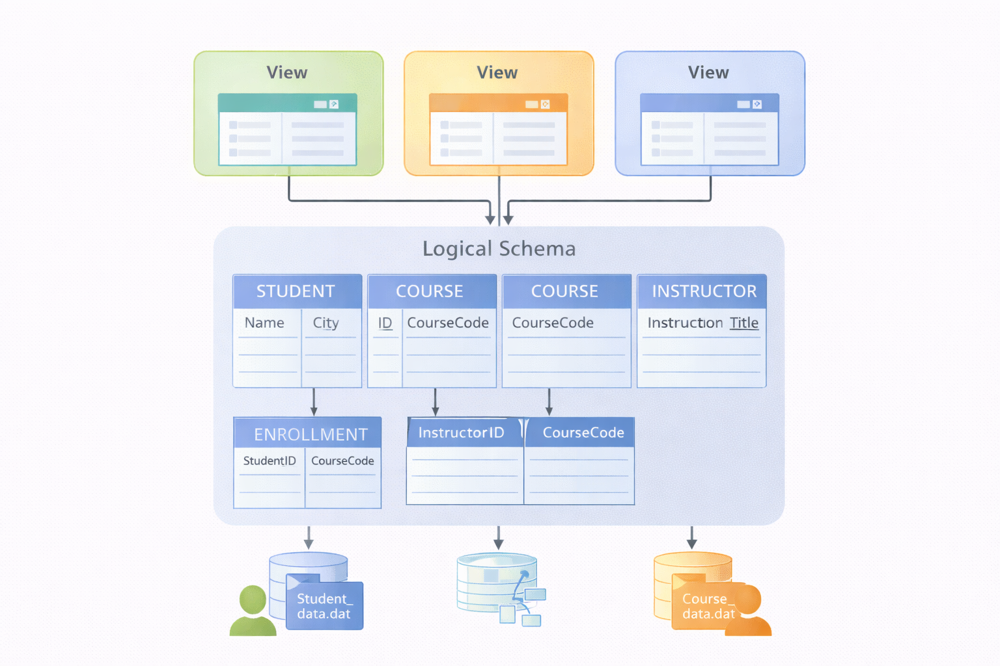 View
View
View
Logical Schema
STUDENT
COURSE
COURSE
INSTRUCTOR
Name City
ID CourseCode
CourseCode
Instruction Title
ENROLLMENT
InstructorID
CourseCode
StudentID CourseCode
Student_
data.dat
Course_
data.dat